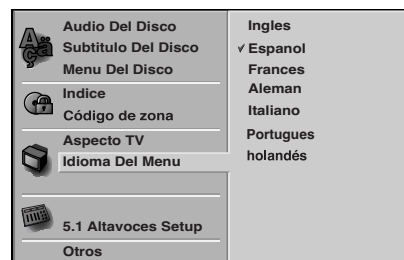 Audio Del Disco
Subtitulo Del Disco
Menu Del Disco
Indice
Código de zona
Aspecto TV
Idioma Del Menu
5.1 Altavoces Setup
Otros
Ingles
✓ Espanol
Frances
Aleman
Italiano
Portugues
holandés